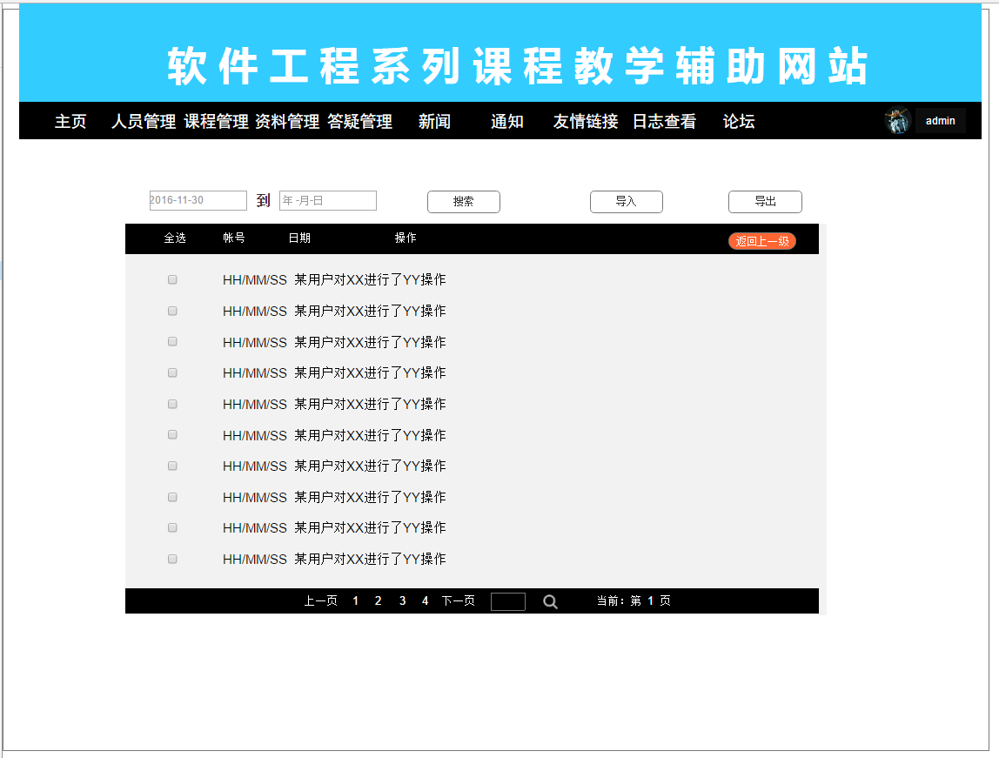 软件工程系列课程教学辅助网站
主页 人员管理 课程管理 资料管理 答疑管理 新闻 通知 友情链接 日志查看 论坛 admin
2016-11-30 到 年 -月-日 搜索 导入 导出
全选 帐号 日期 操作 返回上一级
HH/MM/SS 某用户对XX进行了YY操作
HH/MM/SS 某用户对XX进行了YY操作
HH/MM/SS 某用户对XX进行了YY操作
HH/MM/SS 某用户对XX进行了YY操作
HH/MM/SS 某用户对XX进行了YY操作
HH/MM/SS 某用户对XX进行了YY操作
HH/MM/SS 某用户对XX进行了YY操作
HH/MM/SS 某用户对XX进行了YY操作
HH/MM/SS 某用户对XX进行了YY操作
HH/MM/SS 某用户对XX进行了YY操作
上一页 1 2 3 4 下一页 当前：第 1 页